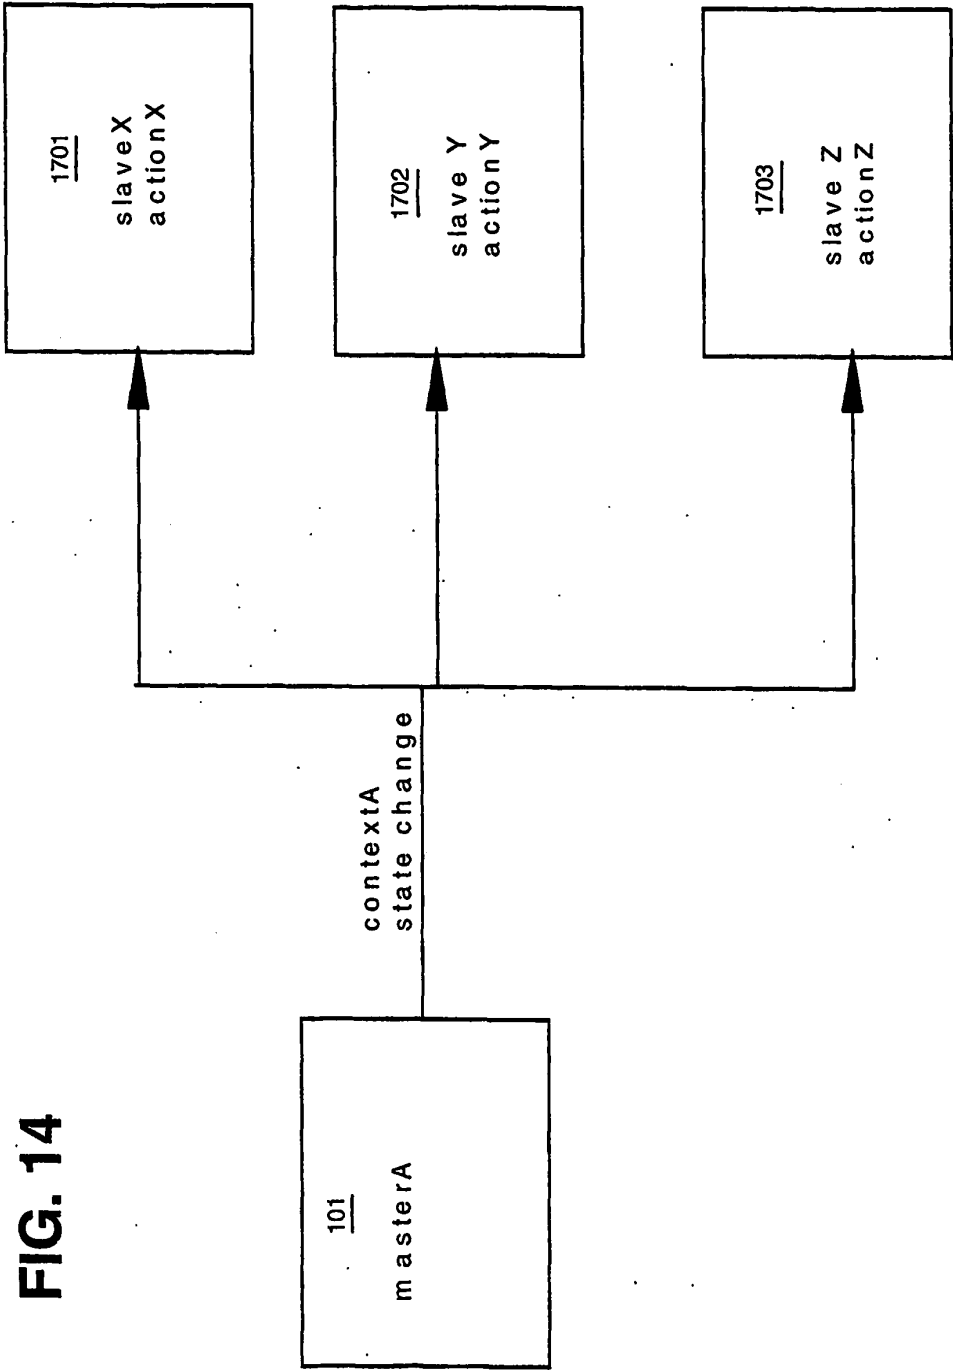 FIG. 14
101
masterA
contextA
state change
1701
slaveX
actionX
1702
slave Y
actionY
1703
slave Z
actionZ